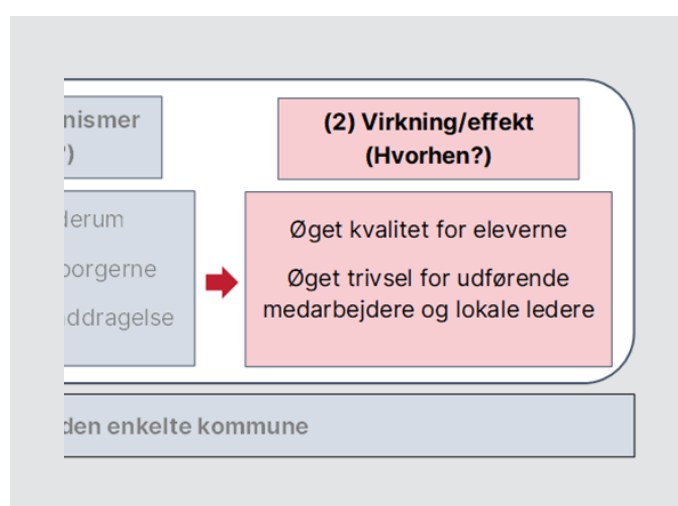 (2) Virkning/effekt
(Hvorhen?)
Øget kvalitet for eleverne
Øget trivsel for udførende
medarbejdere og lokale ledere
den enkelte kommune